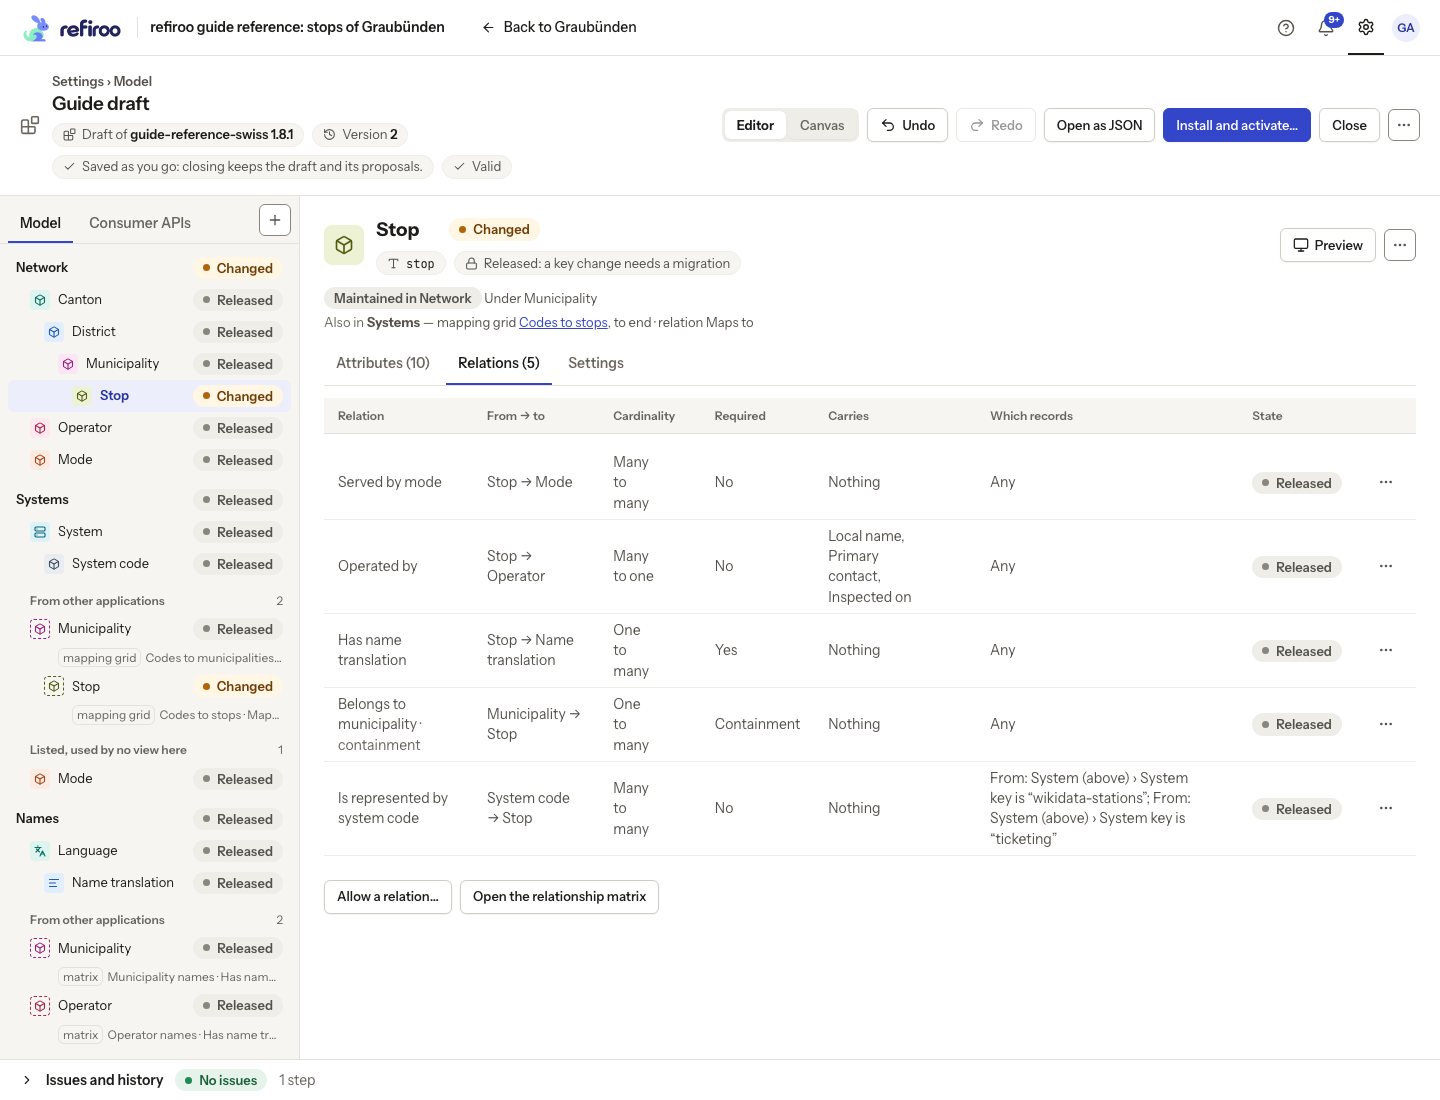 refiroo
refiroo guide reference: stops of Graubünden
Back to Graubünden
9+
GA
Settings › Model
Guide draft
Draft of guide-reference-swiss 1.8.1
Version 2
Saved as you go: closing keeps the draft and its proposals.
Valid
Editor
Canvas
Undo
Redo
Open as JSON
Install and activate...
Close
Model
Consumer APIs
Network
Changed
Canton
Released
District
Released
Municipality
Released
Stop
Changed
Operator
Released
Mode
Released
Systems
Released
System
Released
System code
Released
From other applications
2
Municipality
Released
mapping grid
Codes to municipalities...
Stop
Changed
mapping grid
Codes to stops · Map...
Listed, used by no view here
1
Mode
Released
Names
Released
Language
Released
Name translation
Released
From other applications
2
Municipality
Released
matrix
Municipality names · Has nam...
Operator
Released
matrix
Operator names · Has name tr...
Stop
Changed
stop
Released: a key change needs a migration
Preview
Maintained in Network Under Municipality
Also in Systems — mapping grid Codes to stops, to end · relation Maps to
Attributes (10)
Relations (5)
Settings
Relation
From → to
Cardinality
Required
Carries
Which records
State
Served by mode
Stop → Mode
Many
to
many
No
Nothing
Any
Released
Operated by
Stop →
Operator
Many
to one
No
Local name,
Primary
contact,
Inspected on
Any
Released
Has name
translation
Stop → Name
translation
One
to
many
Yes
Nothing
Any
Released
Belongs to
municipality ·
containment
Municipality →
Stop
One
to
many
Containment
Nothing
Any
Released
Is represented by
system code
System code
→ Stop
Many
to
many
No
Nothing
From: System (above) › System
key is “wikidata-stations”; From:
System (above) › System key is
“ticketing”
Released
Allow a relation...
Open the relationship matrix
Issues and history
No issues
1 step